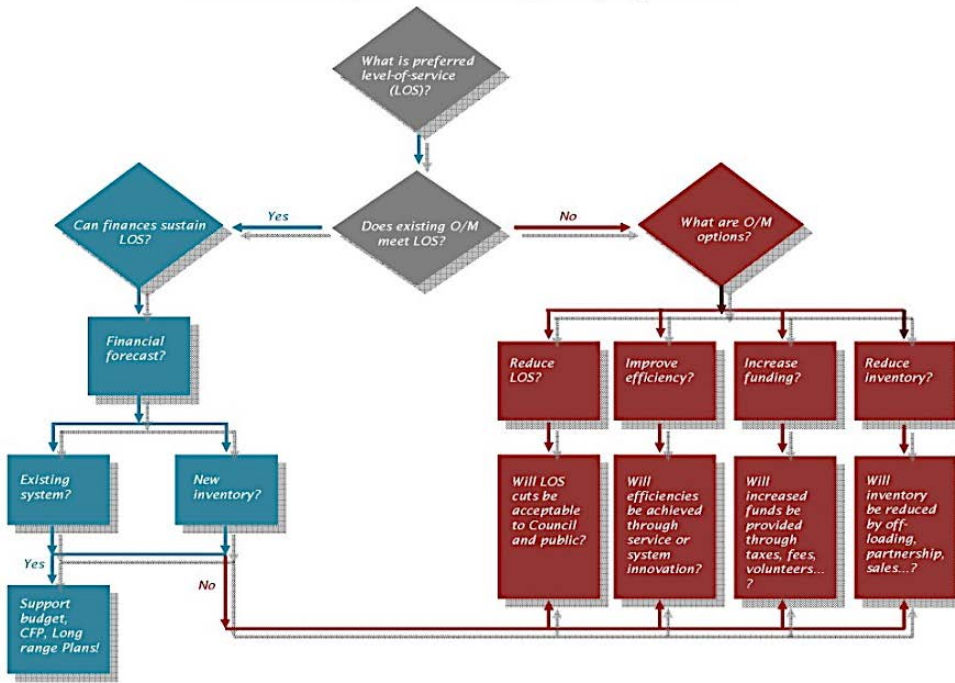 What is preferred
level-of-service
(LOS)?
Can finances sustain
LOS?
Yes
Does existing O/M
meet LOS?
No
What are O/M
options?
Financial
forecast?
Reduce
LOS?
Improve
efficiency?
Increase
funding?
Reduce
inventory?
Existing
system?
New
inventory?
Will LOS
cuts be
acceptable
to Council
and public?
Will
efficiencies
be achieved
through
service or
system
innovation?
Will
increased
funds be
provided
through
taxes, fees,
volunteers...
?
Will
inventory
be reduced
by off-
loading,
partnership,
sales...?
Yes
No
Support
budget,
CFP, Long
range Plans!